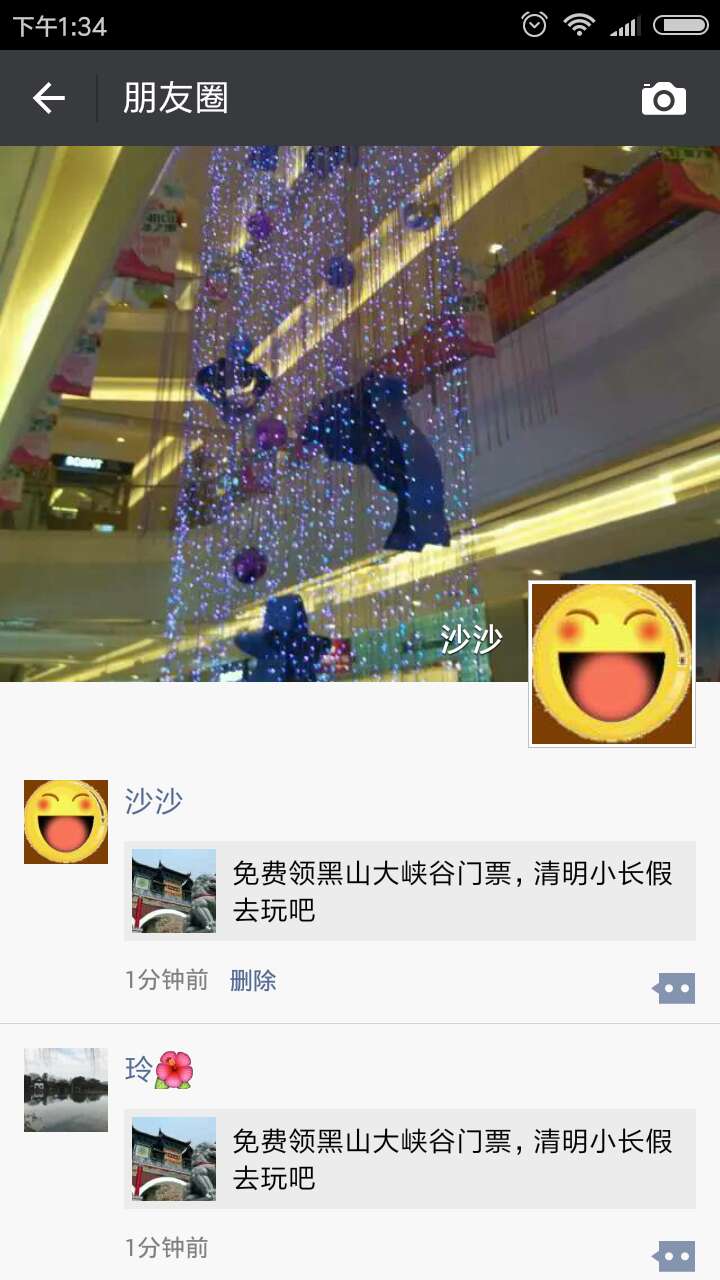 下午1:34
朋友圈
沙沙
沙沙
免费领黑山大峡谷门票，清明小长假
去玩吧
1分钟前 删除
玲🌺
免费领黑山大峡谷门票，清明小长假
去玩吧
1分钟前